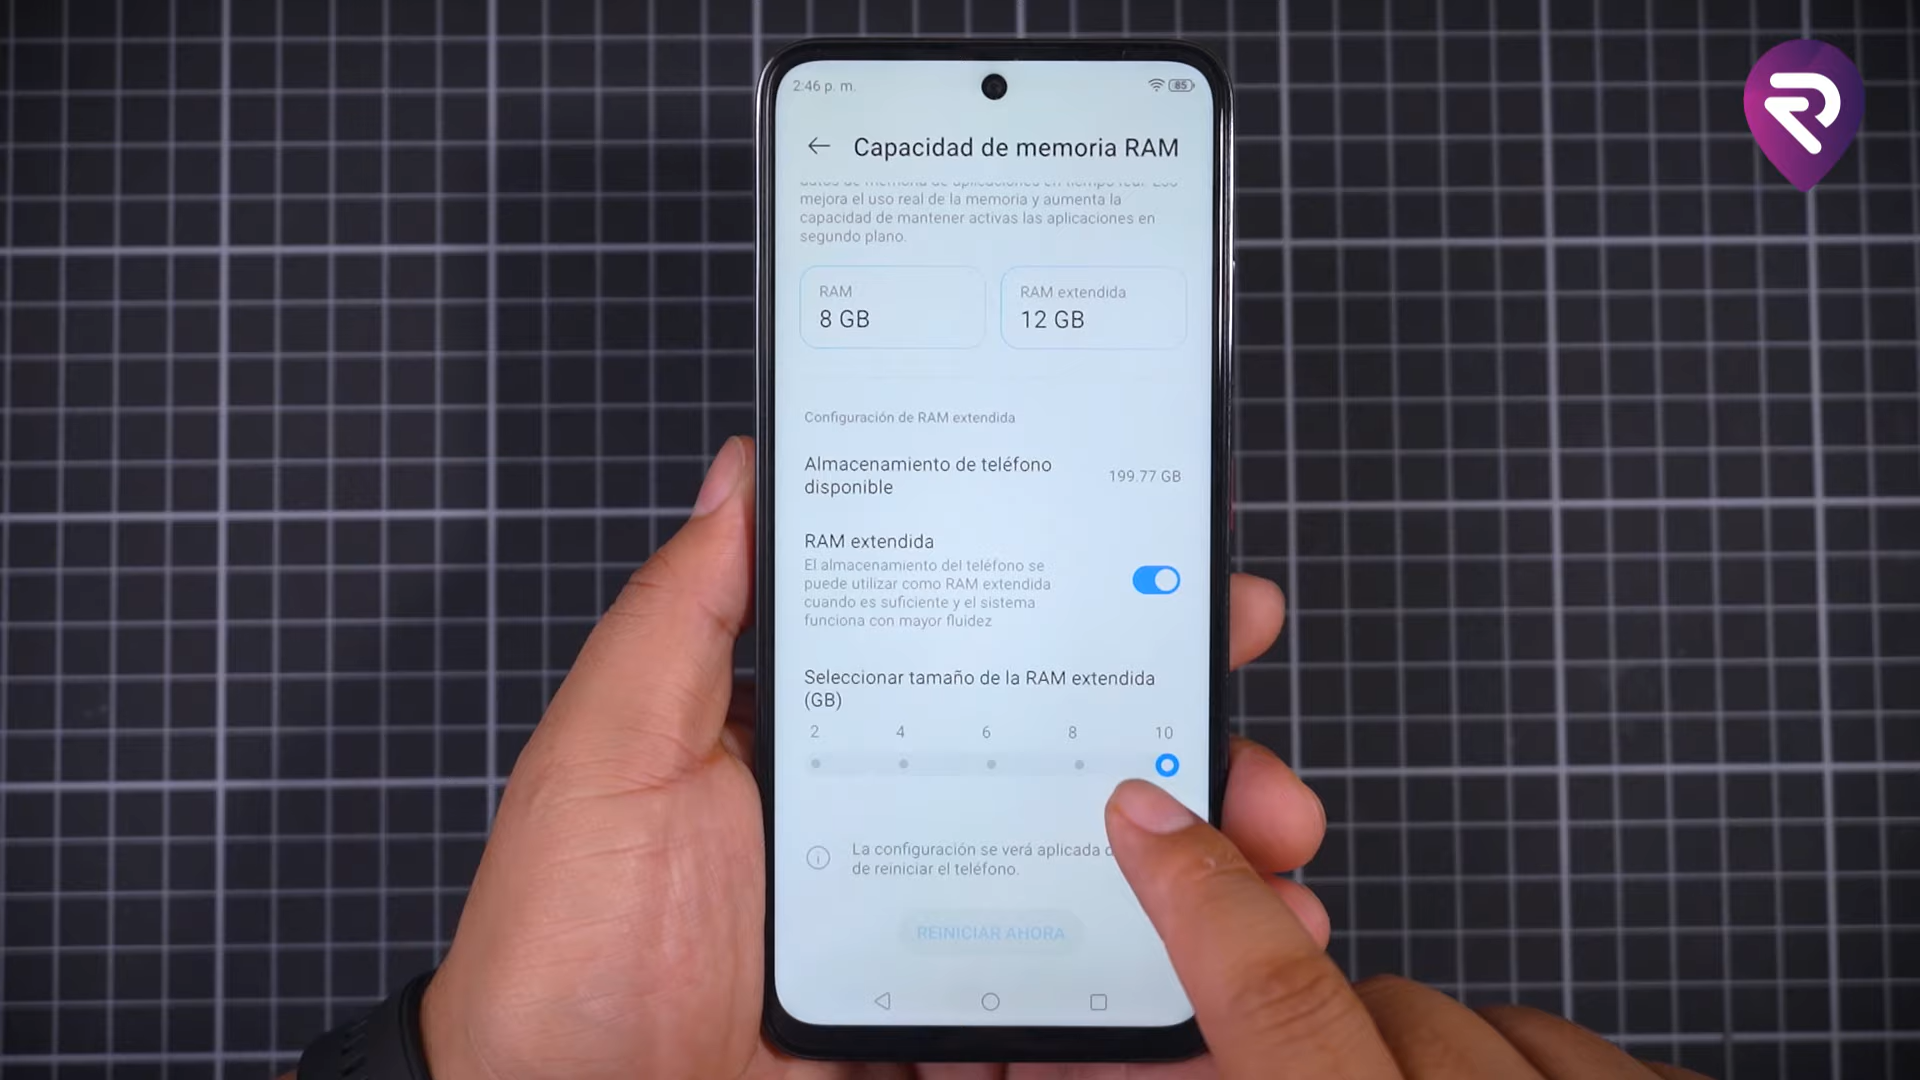 2:46 p. m.
85
Capacidad de memoria RAM
mejora el uso real de la memoria y aumenta la
capacidad de mantener activas las aplicaciones en
segundo plano.
RAM
8 GB
RAM extendida
12 GB
Configuración de RAM extendida
Almacenamiento de teléfono
disponible
199.77 GB
RAM extendida
El almacenamiento del teléfono se
puede utilizar como RAM extendida
cuando es suficiente y el sistema
funciona con mayor fluidez
Seleccionar tamaño de la RAM extendida
(GB)
2 4 6 8 10
La configuración se verá aplicada
de reiniciar el teléfono.
REINICIAR AHORA